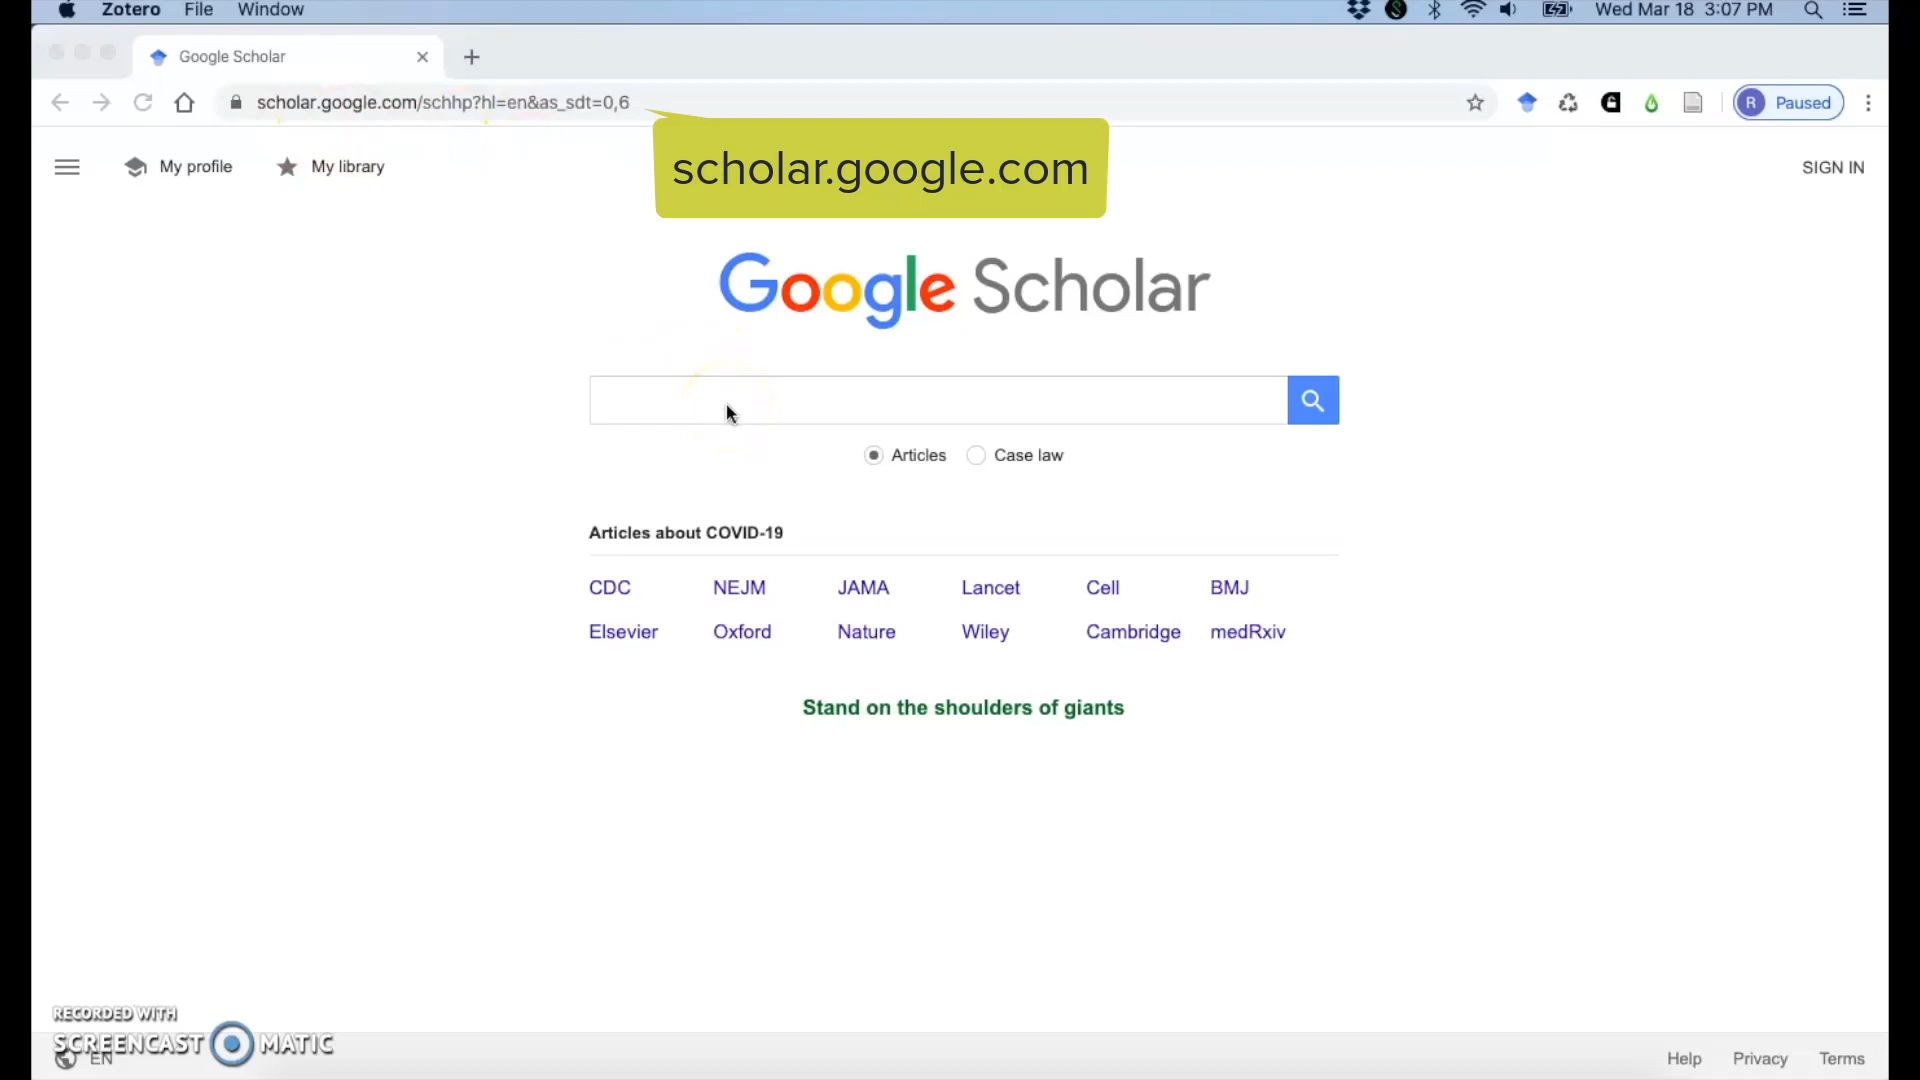 Zotero File Window Wed Mar 18 3:07 PM
Google Scholar
scholar.google.com/schhp?hl=en&as_sdt=0,6 R Paused
scholar.google.com
My profile My library SIGN IN
Google Scholar
Articles Case law
Articles about COVID-19
CDC NEJM JAMA Lancet Cell BMJ
Elsevier Oxford Nature Wiley Cambridge medRxiv
Stand on the shoulders of giants
RECORDED WITH
SCREENCAST MATIC
EN Help Privacy Terms